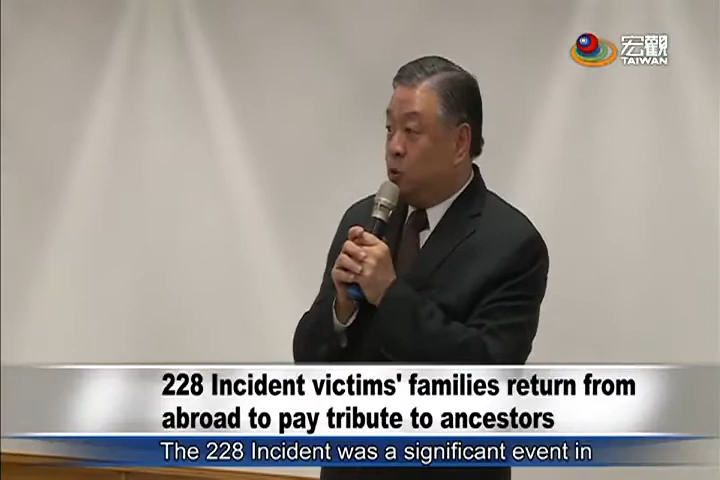 宏觀
TAIWAN
228 Incident victims' families return from
abroad to pay tribute to ancestors
The 228 Incident was a significant event in